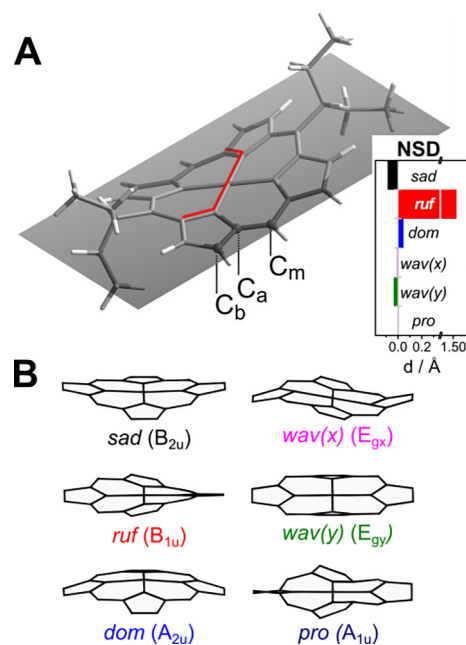 A
NSD
sad
ruf
dom
wav(x)
wav(y)
pro
0.0 0.2 1.50
d / Å
Cb Ca Cm
B
sad (B2u) wav(x) (Egx)
ruf (B1u) wav(y) (Egy)
dom (A2u) pro (A1u)